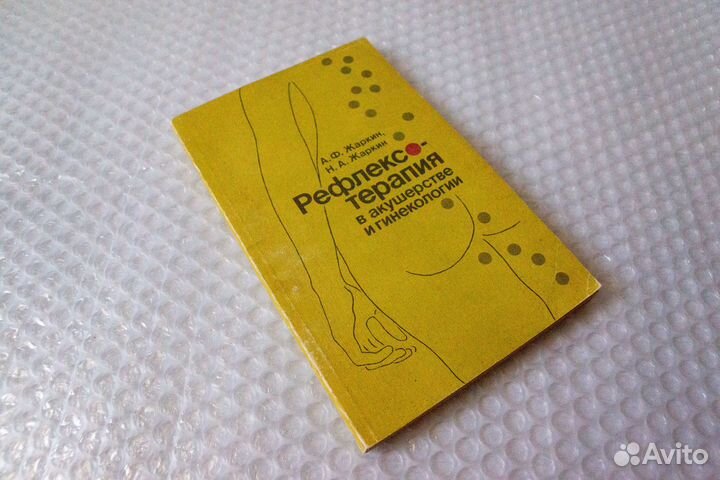 А. Ф. Жаркин,
Н. А. Жаркин
Рефлексо-
терапия
в акушерстве
и гинекологии
Avito